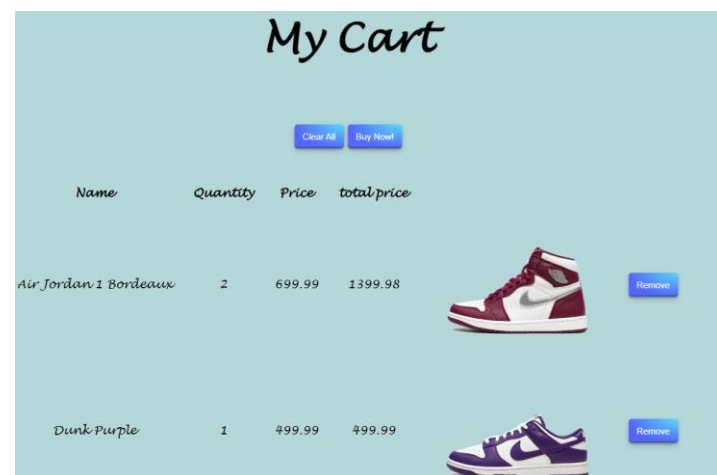 My Cart
Clear All Buy Now!
Name Quantity Price total price
Air Jordan 1 Bordeaux 2 699.99 1399.98 Remove
Dunk Purple 1 499.99 499.99 Remove